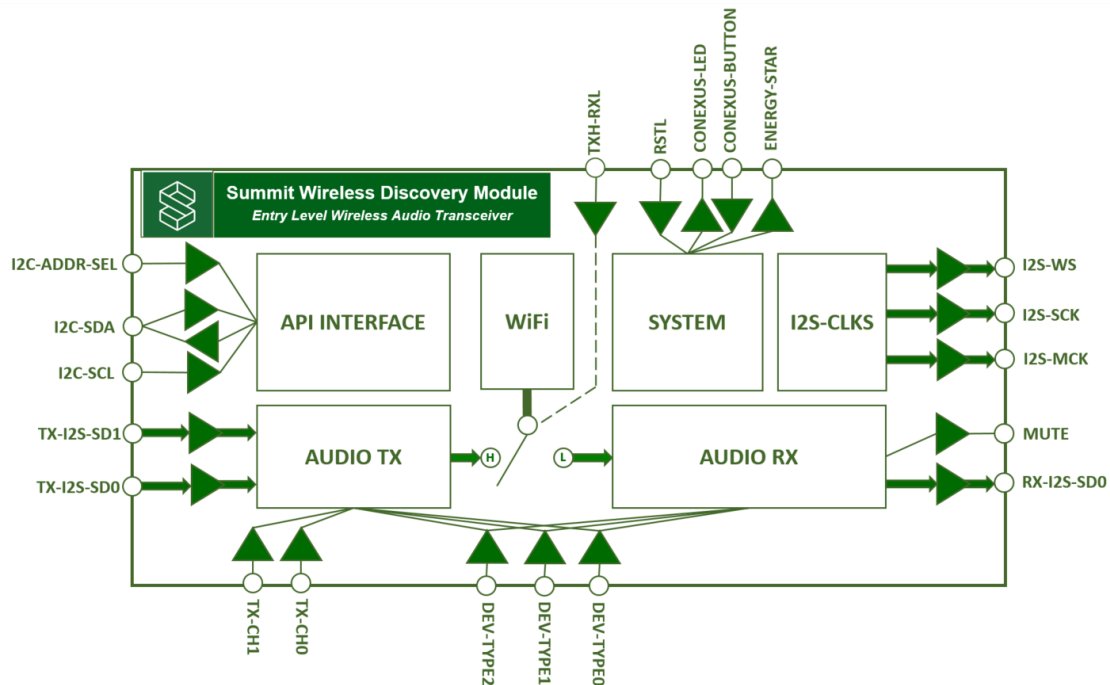 TXH-RXL
RSTL
CONEXUS-LED
CONEXUS-BUTTON
ENERGY-STAR
Summit Wireless Discovery Module
Entry Level Wireless Audio Transceiver
I2C-ADDR-SEL
I2C-SDA
I2C-SCL
TX-I2S-SD1
TX-I2S-SD0
API INTERFACE
WiFi
SYSTEM
I2S-CLKS
I2S-WS
I2S-SCK
I2S-MCK
AUDIO TX
H
L
AUDIO RX
MUTE
RX-I2S-SD0
TX-CH1
TX-CH0
DEV-TYPE2
DEV-TYPE1
DEV-TYPE0